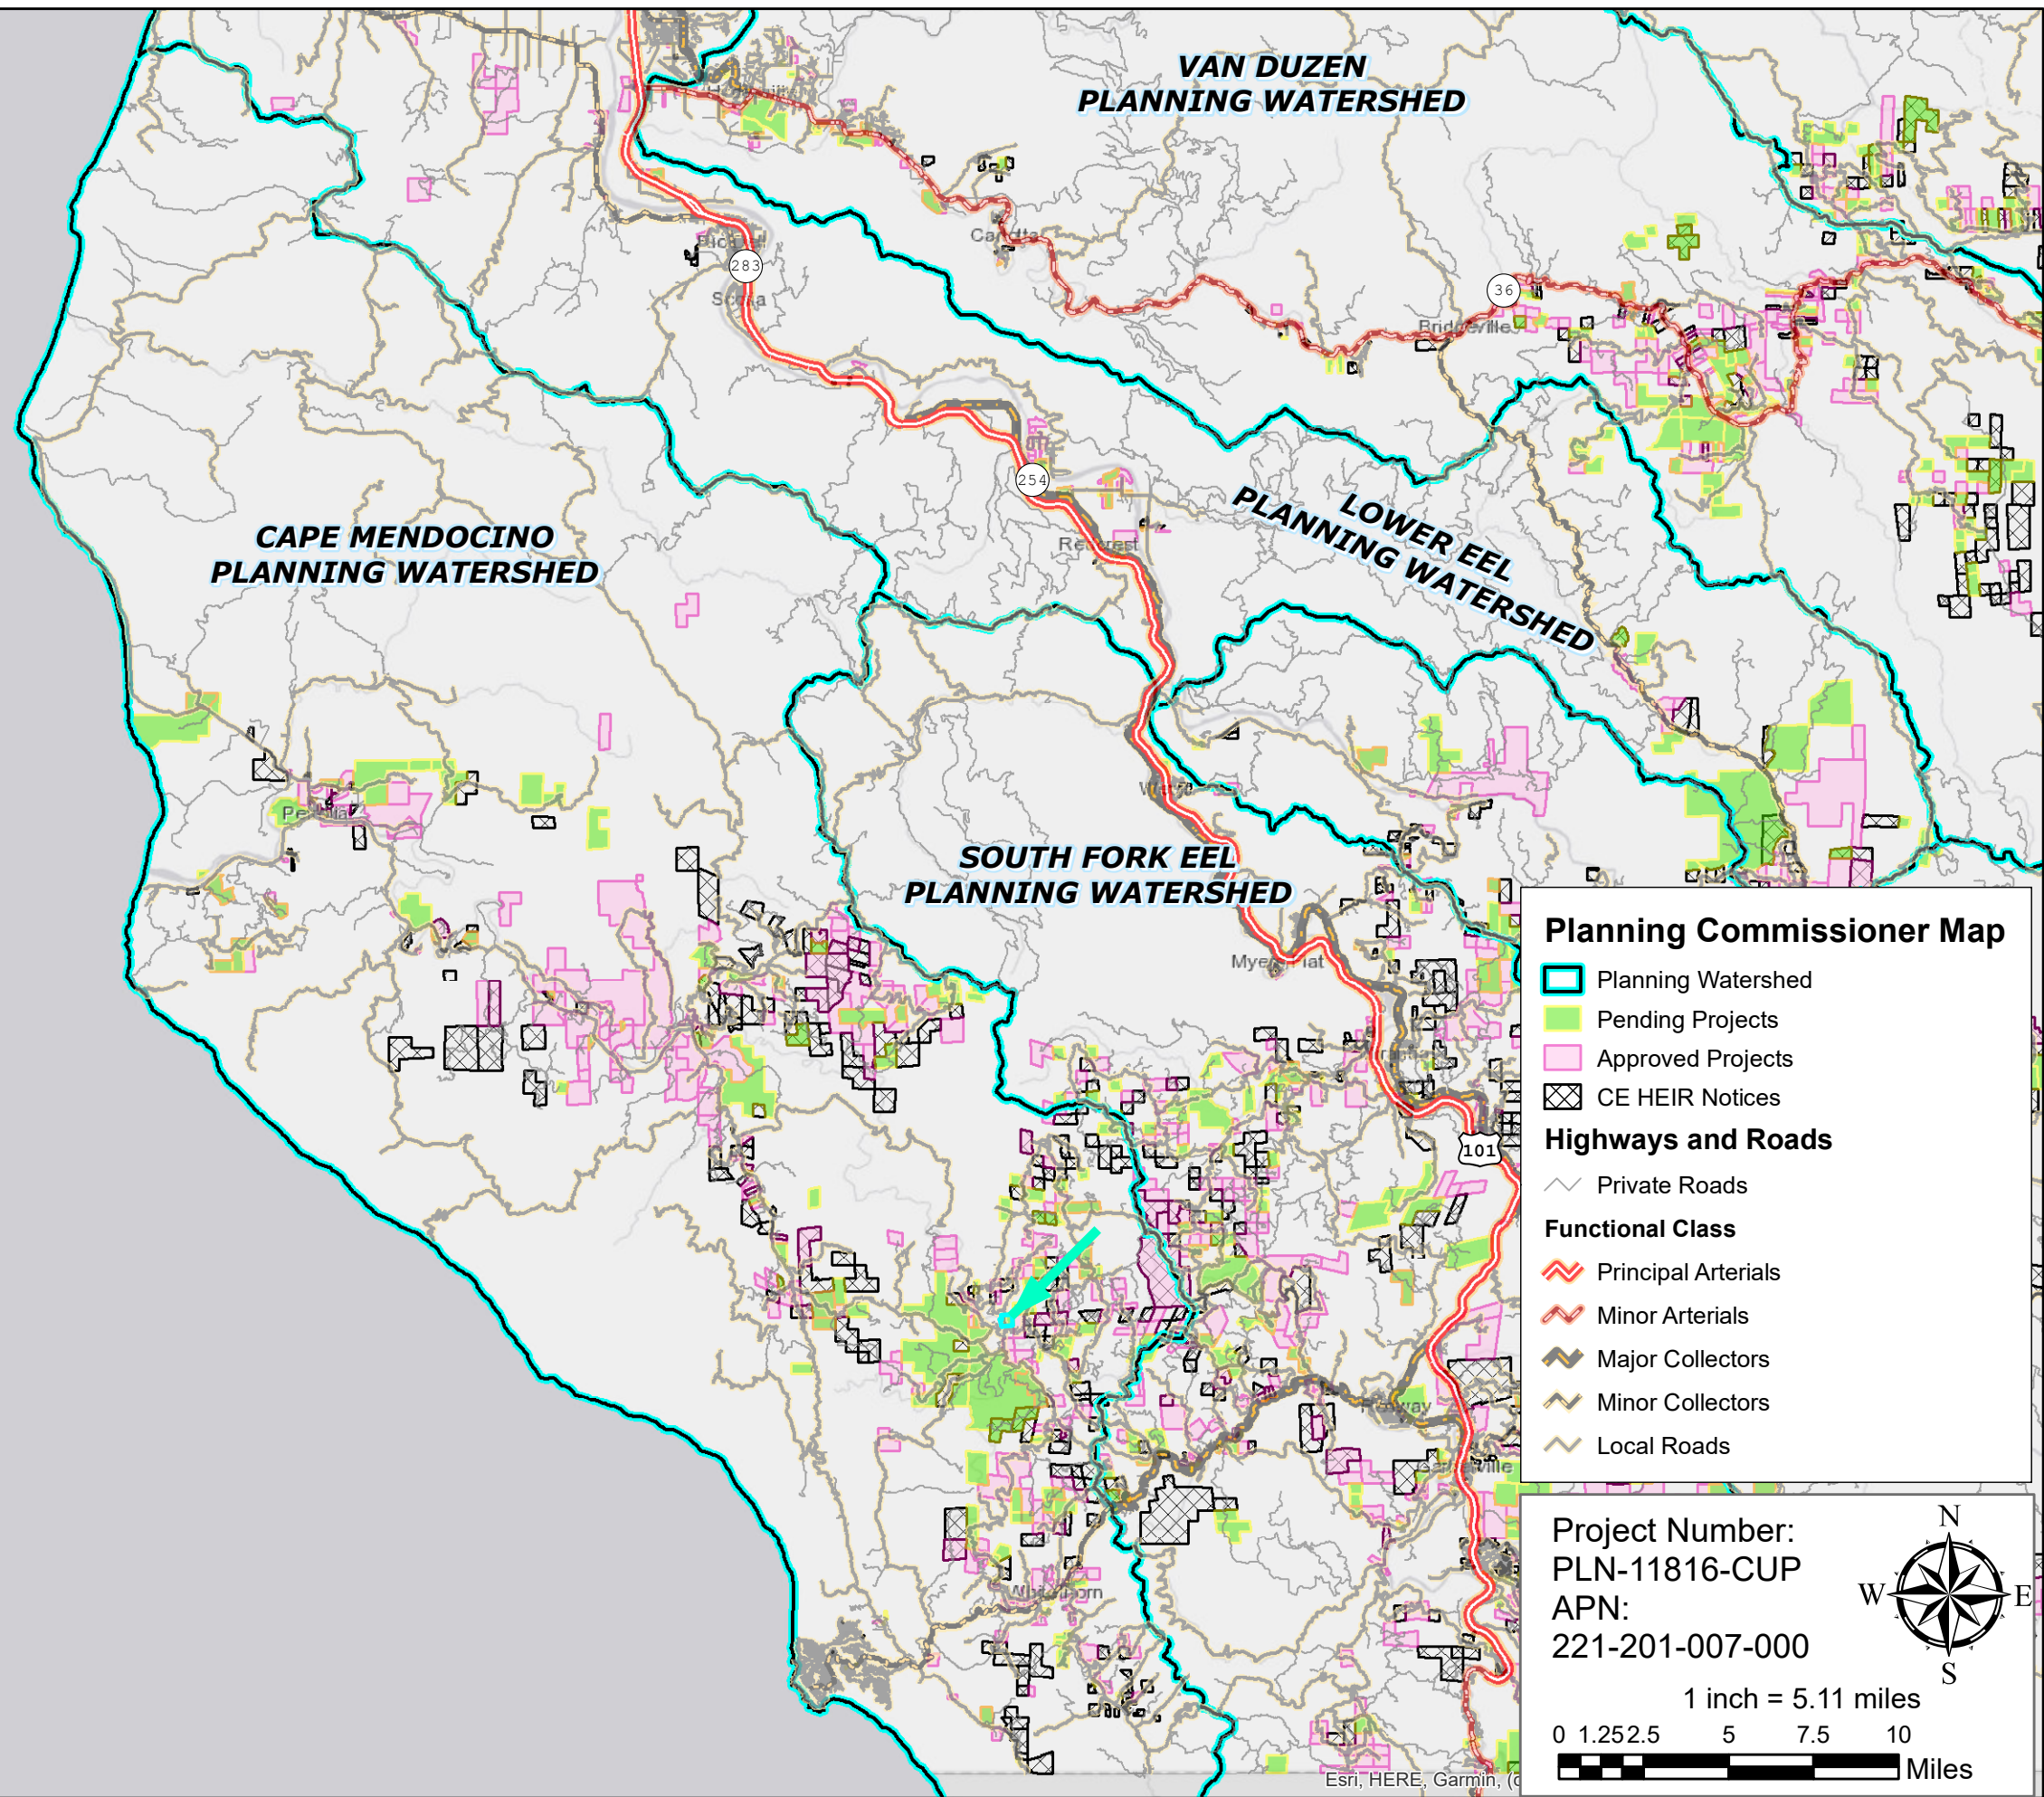 VAN DUZEN
PLANNING WATERSHED
283
36
Bridgeville
254
LOWER EEL
PLANNING WATERSHED
CAPE MENDOCINO
PLANNING WATERSHED
Redcrest
SOUTH FORK EEL
PLANNING WATERSHED
Myers Flat
101
Planning Commissioner Map
Planning Watershed
Pending Projects
Approved Projects
CE HEIR Notices
Highways and Roads
Private Roads
Functional Class
Principal Arterials
Minor Arterials
Major Collectors
Minor Collectors
Local Roads
Project Number:
PLN-11816-CUP
APN:
221-201-007-000
N
W
E
S
1 inch = 5.11 miles
0 1.25 2.5 5 7.5 10
Miles
Esri, HERE, Garmin, (c